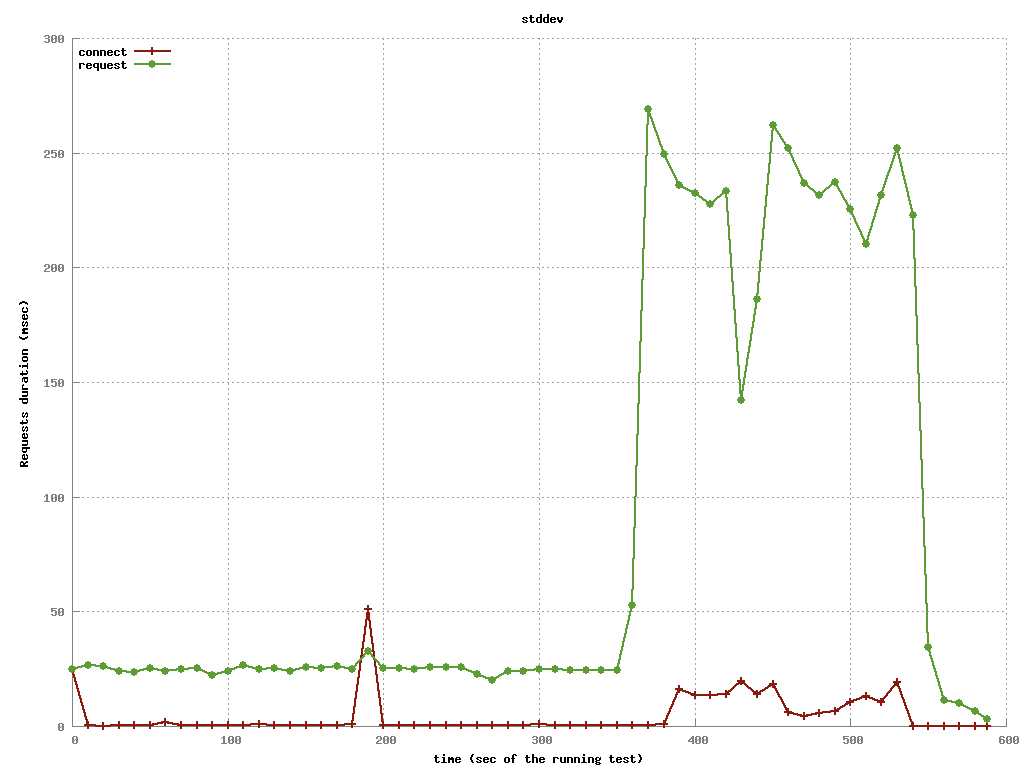 stddev
300
connect
request
250
200
150
100
50
0
0 100 200 300 400 500 600
Requests duration (msec)
time (sec of the running test)